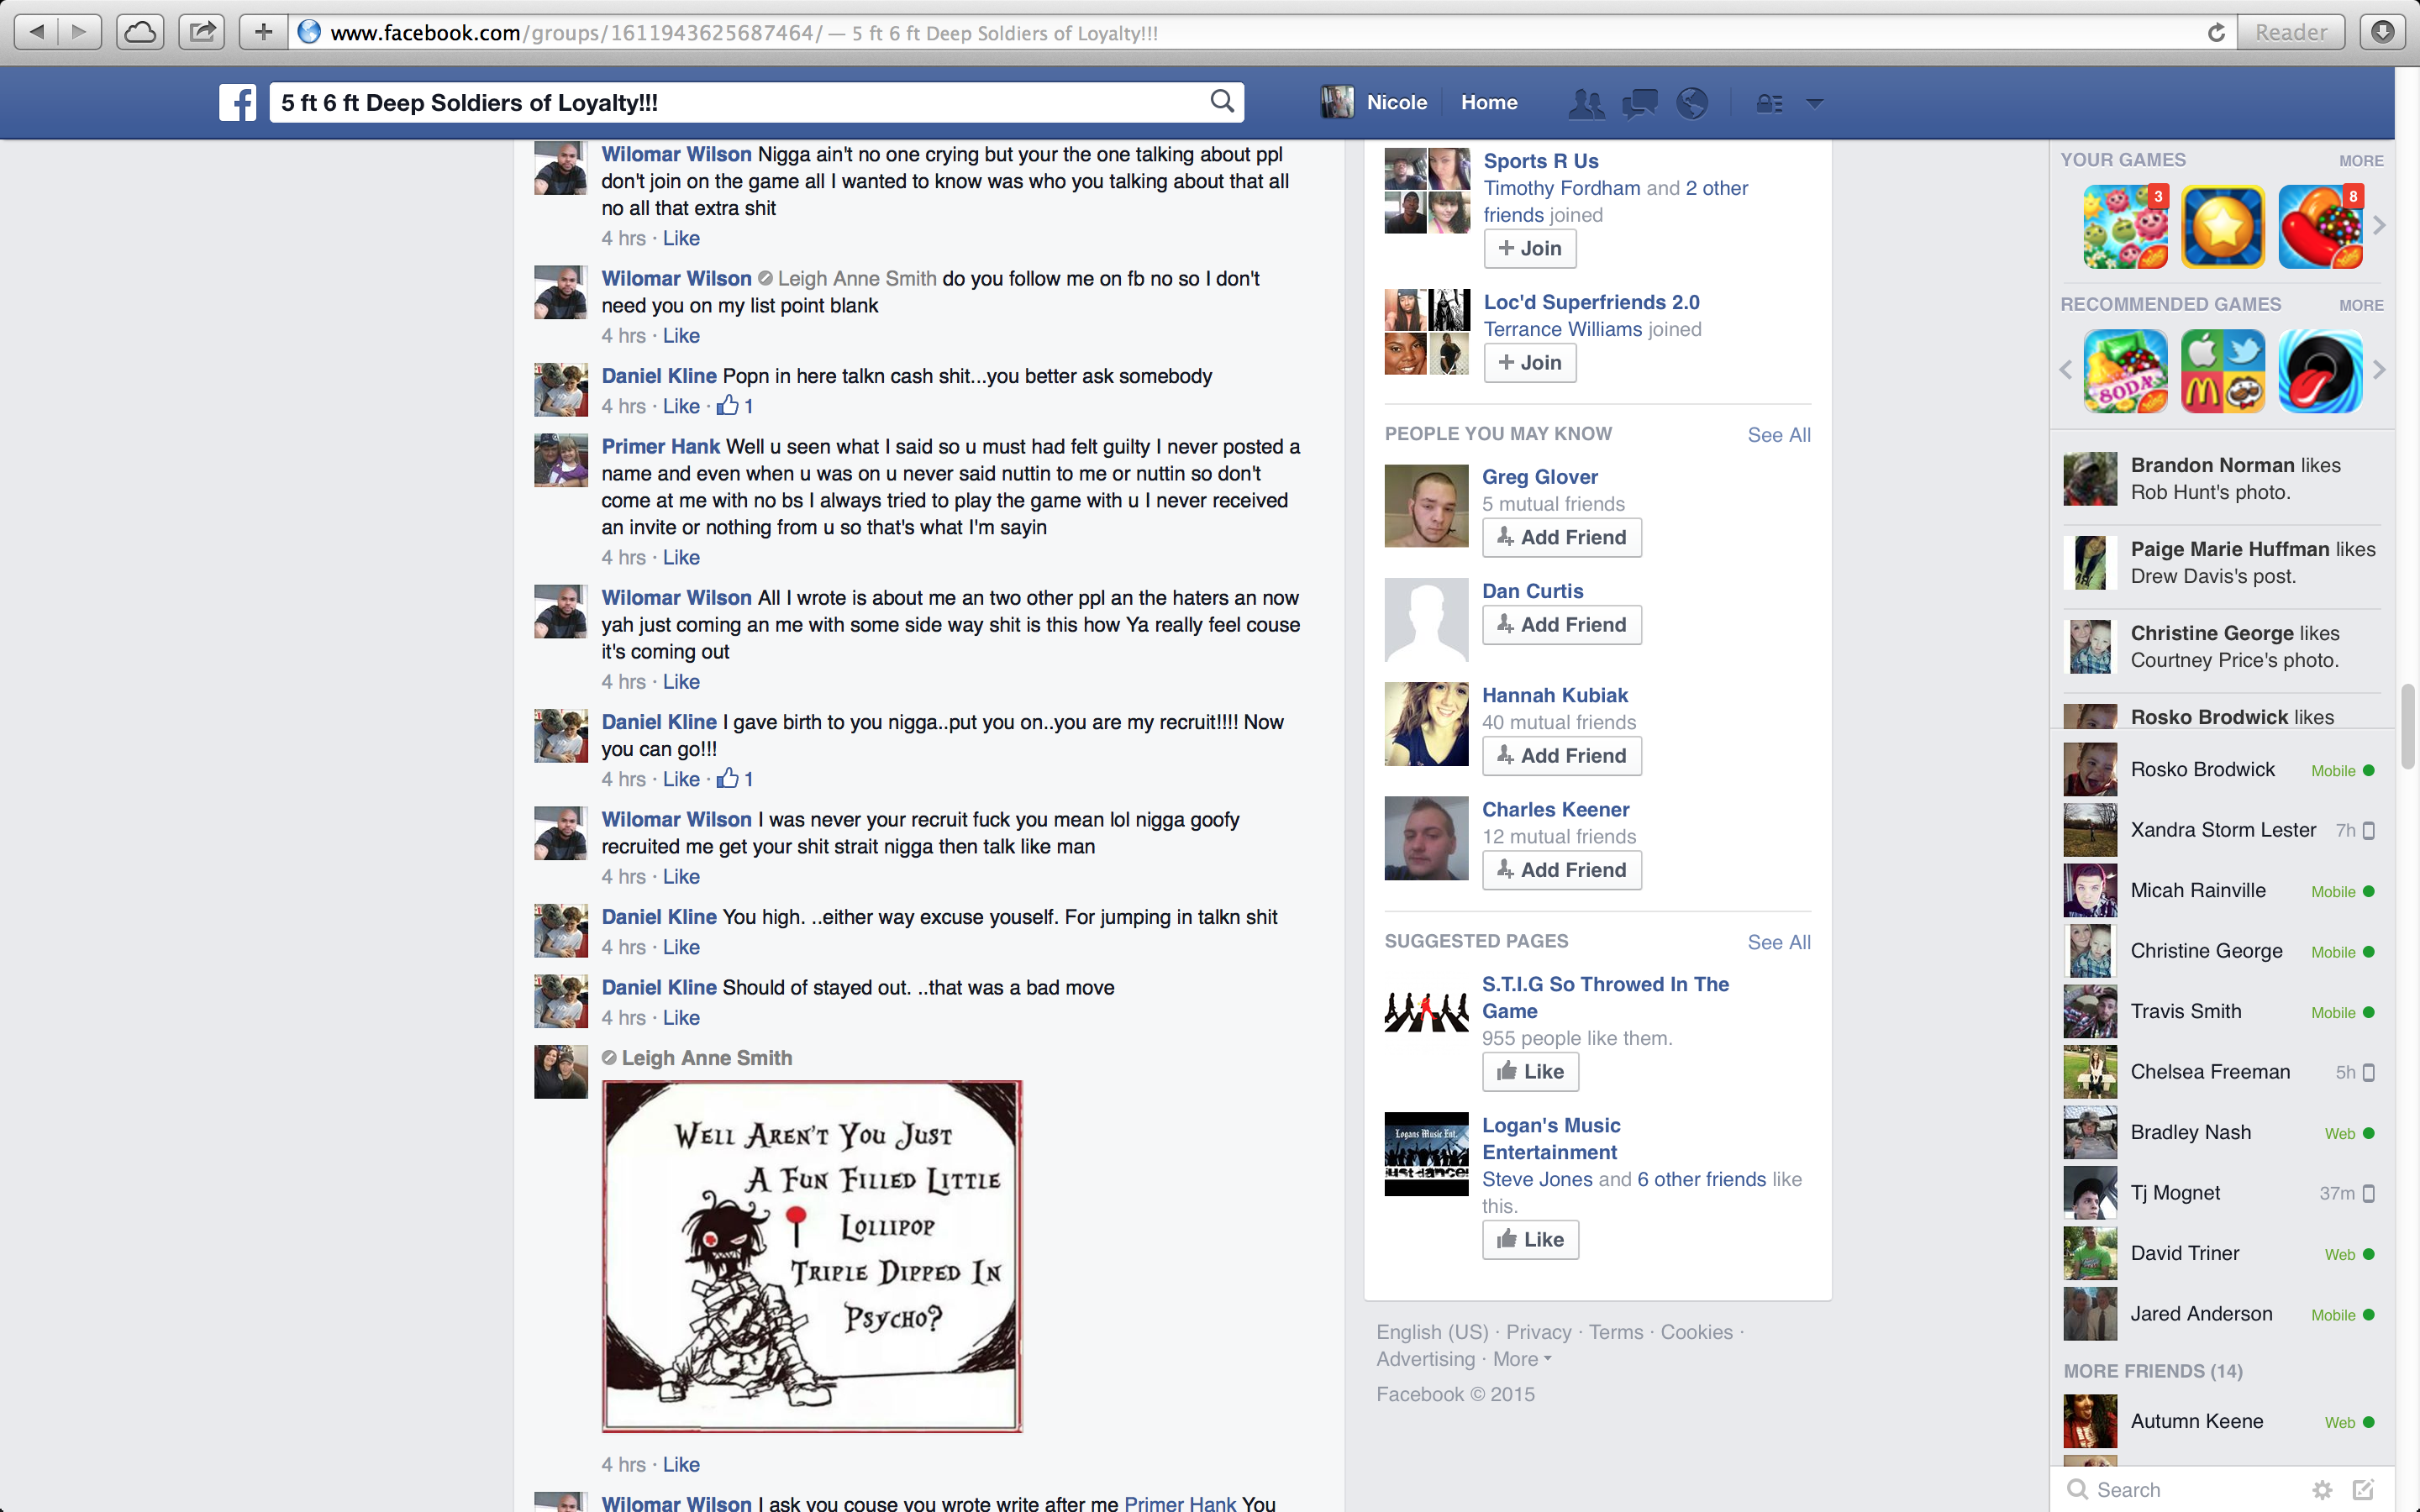 www.facebook.com/groups/1611943625687464/ — 5 ft 6 ft Deep Soldiers of Loyalty!!!
Reader
5 ft 6 ft Deep Soldiers of Loyalty!!!
Nicole
Home
Wilomar Wilson Nigga ain't no one crying but your the one talking about ppl
don't join on the game all I wanted to know was who you talking about that all
no all that extra shit
4 hrs · Like
Wilomar Wilson Leigh Anne Smith do you follow me on fb no so I don't
need you on my list point blank
4 hrs · Like
Daniel Kline Popn in here talkn cash shit...you better ask somebody
4 hrs · Like · 1
Primer Hank Well u seen what I said so u must had felt guilty I never posted a
name and even when u was on u never said nuttin to me or nuttin so don't
come at me with no bs I always tried to play the game with u I never received
an invite or nothing from u so that's what I'm sayin
4 hrs · Like
Wilomar Wilson All I wrote is about me an two other ppl an the haters an now
yah just coming an me with some side way shit is this how Ya really feel couse
it's coming out
4 hrs · Like
Daniel Kline I gave birth to you nigga..put you on..you are my recruit!!!! Now
you can go!!!
4 hrs · Like · 1
Wilomar Wilson I was never your recruit fuck you mean lol nigga goofy
recruited me get your shit strait nigga then talk like man
4 hrs · Like
Daniel Kline You high. ..either way excuse youself. For jumping in talkn shit
4 hrs · Like
Daniel Kline Should of stayed out. ..that was a bad move
4 hrs · Like
Leigh Anne Smith
Well Aren't You Just
A Fun Filled Little
Lollipop
Triple Dipped In
Psycho?
4 hrs · Like
Wilomar Wilson I ask you couse you wrote write after me Primer Hank You
Sports R Us
Timothy Fordham and 2 other
friends joined
+ Join
Loc'd Superfriends 2.0
Terrance Williams joined
+ Join
PEOPLE YOU MAY KNOW
See All
Greg Glover
5 mutual friends
Add Friend
Dan Curtis
Add Friend
Hannah Kubiak
40 mutual friends
Add Friend
Charles Keener
12 mutual friends
Add Friend
SUGGESTED PAGES
See All
S.T.I.G So Throwed In The
Game
955 people like them.
Like
Logans Music Ent.
just dance!
Logan's Music
Entertainment
Steve Jones and 6 other friends like
this.
Like
English (US) · Privacy · Terms · Cookies ·
Advertising · More
Facebook © 2015
YOUR GAMES
MORE
3
8
RECOMMENDED GAMES
MORE
SODA
Brandon Norman likes
Rob Hunt's photo.
Paige Marie Huffman likes
Drew Davis's post.
Christine George likes
Courtney Price's photo.
Rosko Brodwick likes
Rosko Brodwick Mobile
Xandra Storm Lester 7h
Micah Rainville Mobile
Christine George Mobile
Travis Smith Mobile
Chelsea Freeman 5h
Bradley Nash Web
Tj Mognet 37m
David Triner Web
Jared Anderson Mobile
MORE FRIENDS (14)
Autumn Keene Web
Search